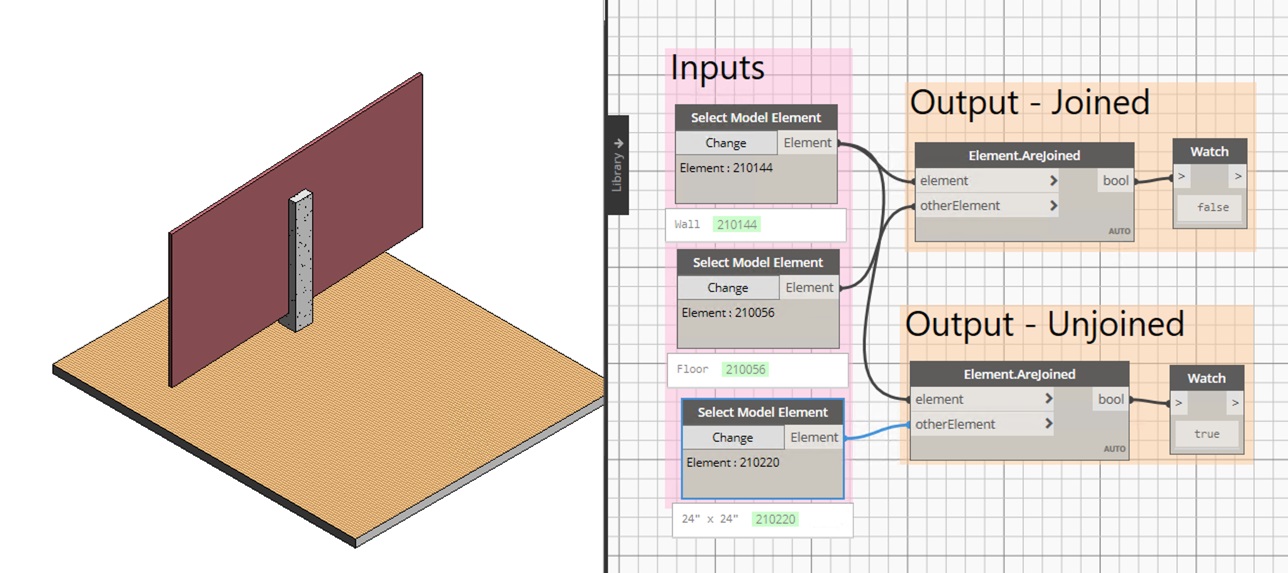 Inputs
Select Model Element
Change Element
Element : 210144
Wall 210144
Select Model Element
Change Element
Element : 210056
Floor 210056
Select Model Element
Change Element
Element : 210220
24" x 24" 210220
Library
Output - Joined
Element.AreJoined
element > bool
otherElement >
AUTO
Watch
> >
false
Output - Unjoined
Element.AreJoined
element > bool
otherElement >
AUTO
Watch
> >
true